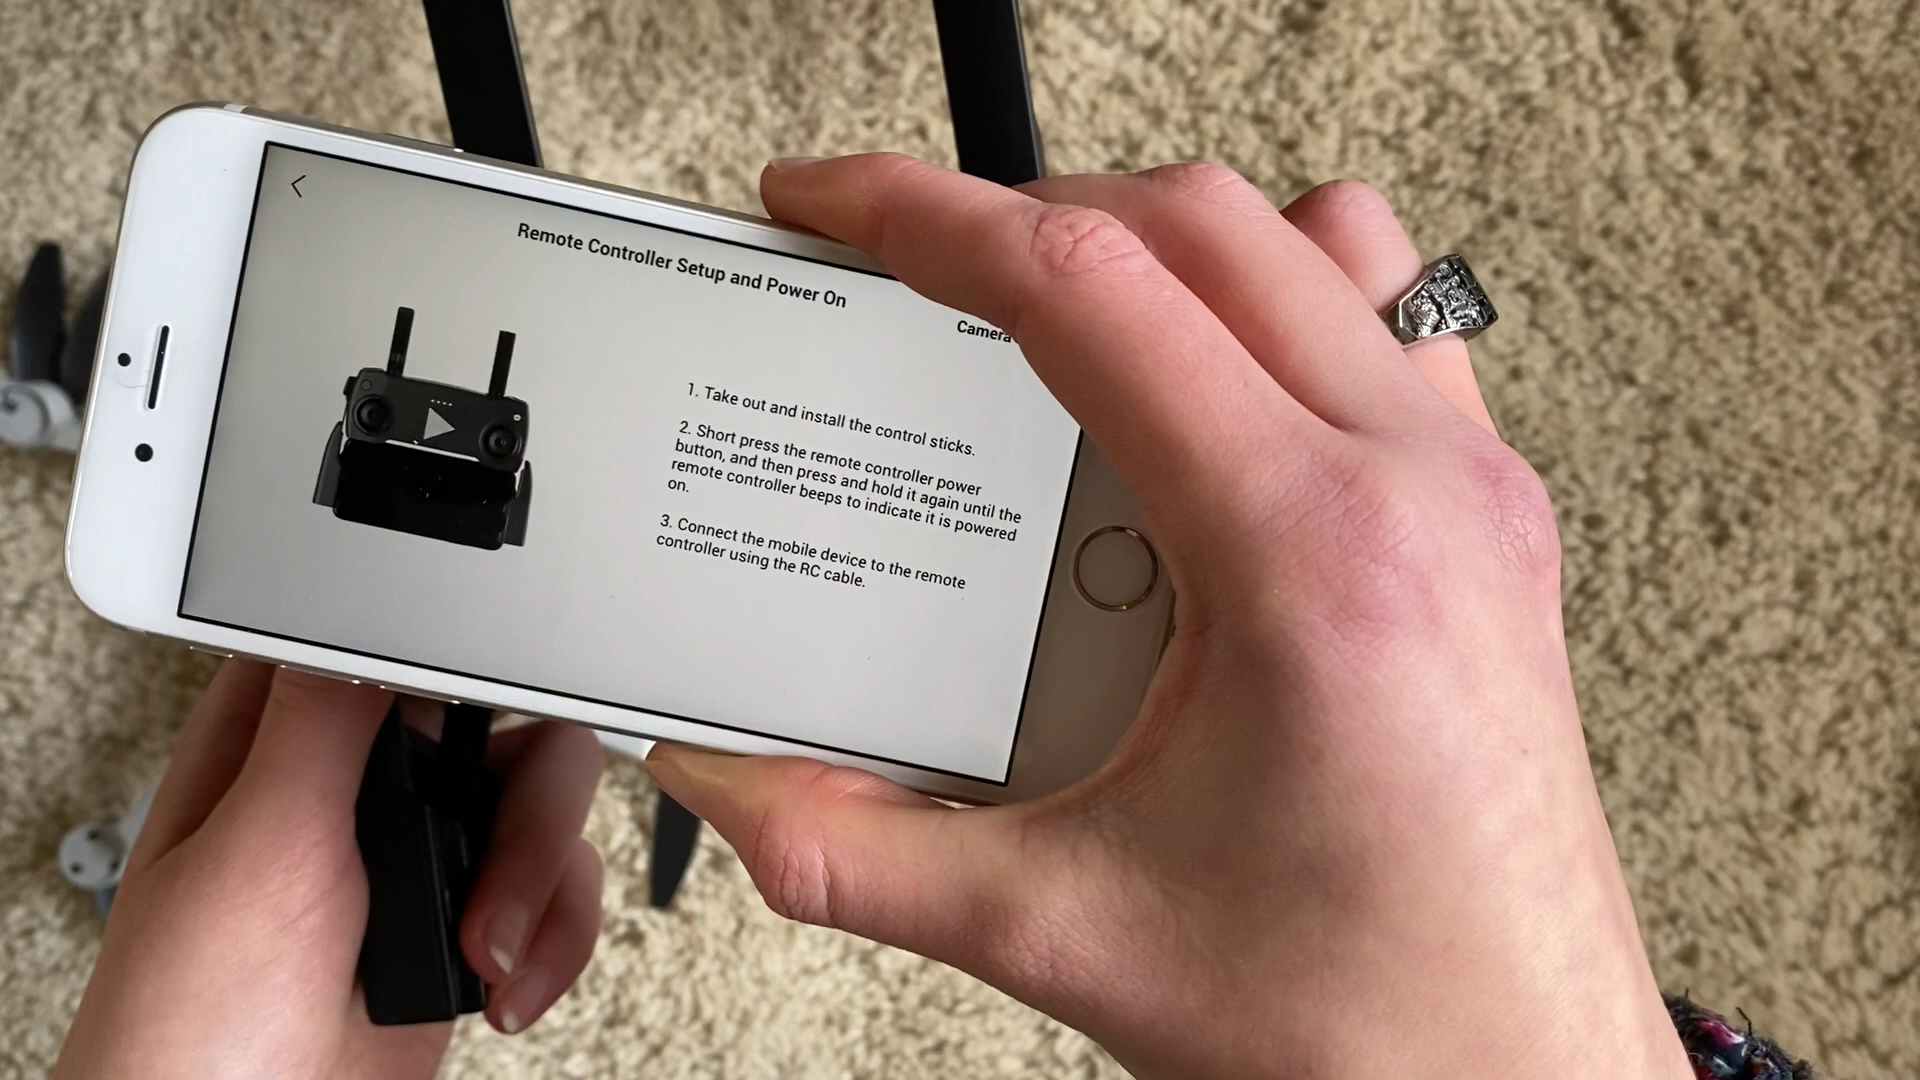 Remote Controller Setup and Power On
Camera
1. Take out and install the control sticks.
2. Short press the remote controller power
button, and then press and hold it again until the
remote controller beeps to indicate it is powered
on.
3. Connect the mobile device to the remote
controller using the RC cable.